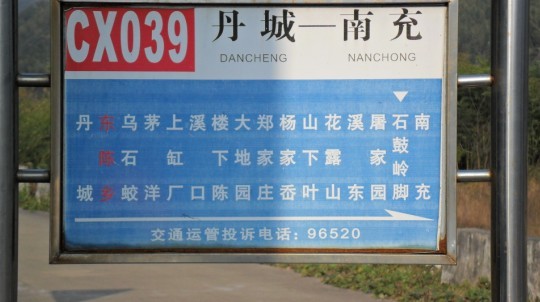 CX039
丹城—南充
DANCHENG
NANCHONG
丹城
东陈
乌石蛟
茅洋
上缸厂
溪口
楼下陈
大地园
郑家庄
杨家岙
山下叶
花露山
溪东
屠家园
石鼓岭脚
南充
交通运管投诉电话：96520